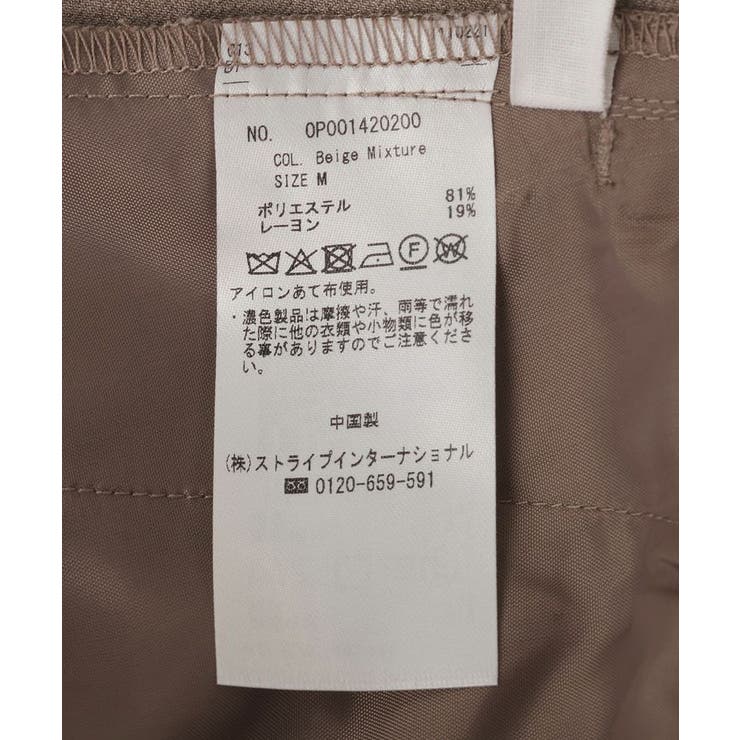 110221
NO. OP001420200
COL. Beige Mixture
SIZE M
ポリエステル 81%
レーヨン 19%
F W
アイロンあて布使用。
・濃色製品は摩擦や汗、雨等で濡れ
た際に他の衣類や小物類に色が移
る事がありますのでご注意くださ
い。
中国製
(株)ストライプインターナショナル
0120-659-591